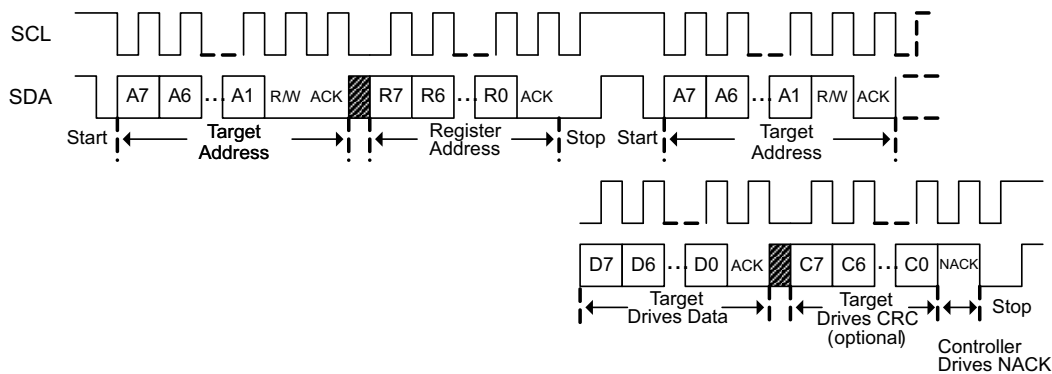 SCL
SDA
A7 A6 ... A1 R/W ACK R7 R6 ... R0 ACK A7 A6 ... A1 R/W ACK
Start Target Address Register Address Stop Start Target Address
D7 D6 ... D0 ACK C7 C6 ... C0 NACK
Target Drives Data Target Drives CRC (optional) Stop
Controller Drives NACK